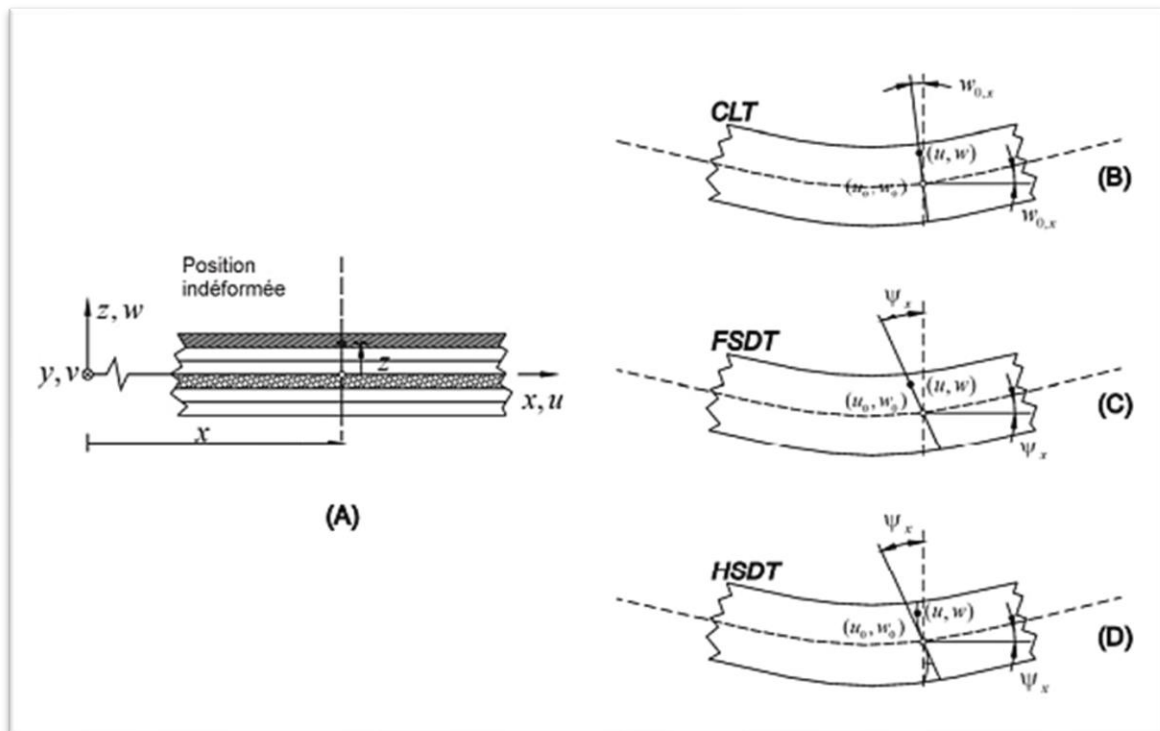 Position
indéformée
z, w
z
y, v
x, u
x
(A)
w₀,ₓ
CLT
(u, w)
(u₀, w₀)
(B)
w₀,ₓ
Ψₓ
FSDT
(u, w)
(u₀, w₀)
(C)
Ψₓ
Ψₓ
HSDT
(u, w)
(u₀, w₀)
(D)
Ψₓ